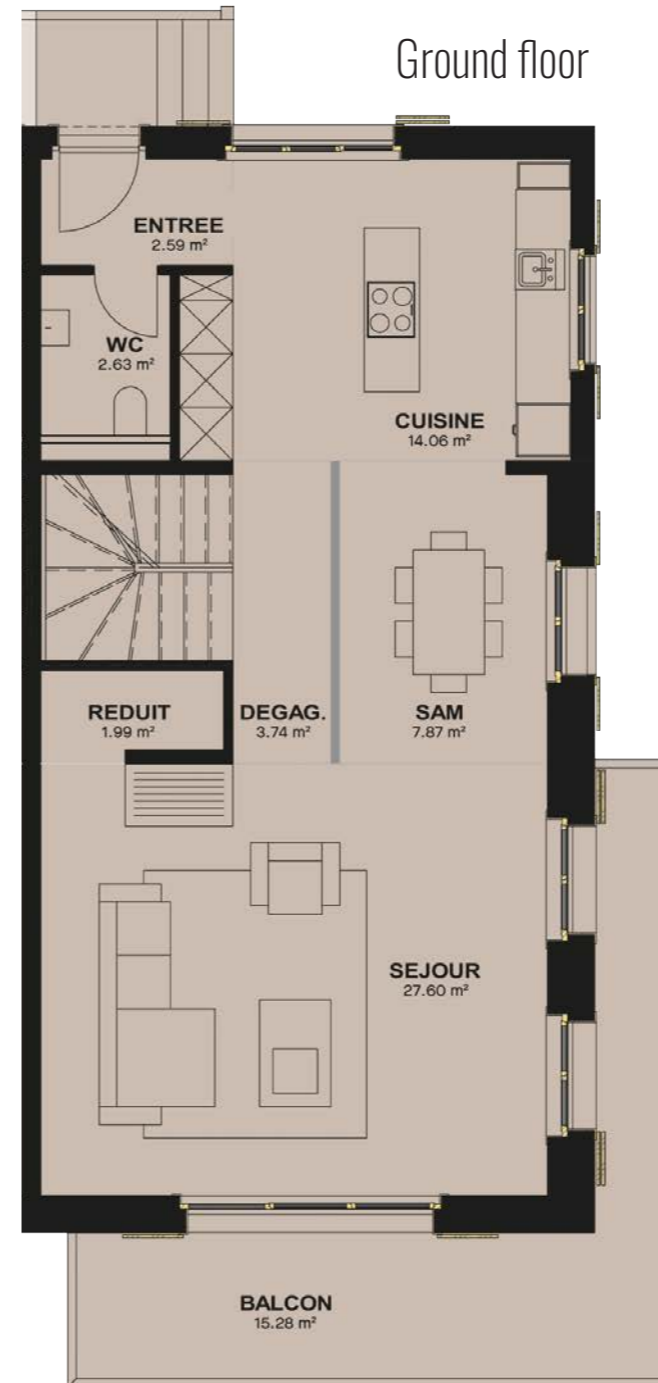 Ground floor
ENTREE
2.59 m²
WC
2.63 m²
CUISINE
14.06 m²
REDUIT
1.99 m²
DEGAG.
3.74 m²
SAM
7.87 m²
SEJOUR
27.60 m²
BALCON
15.28 m²